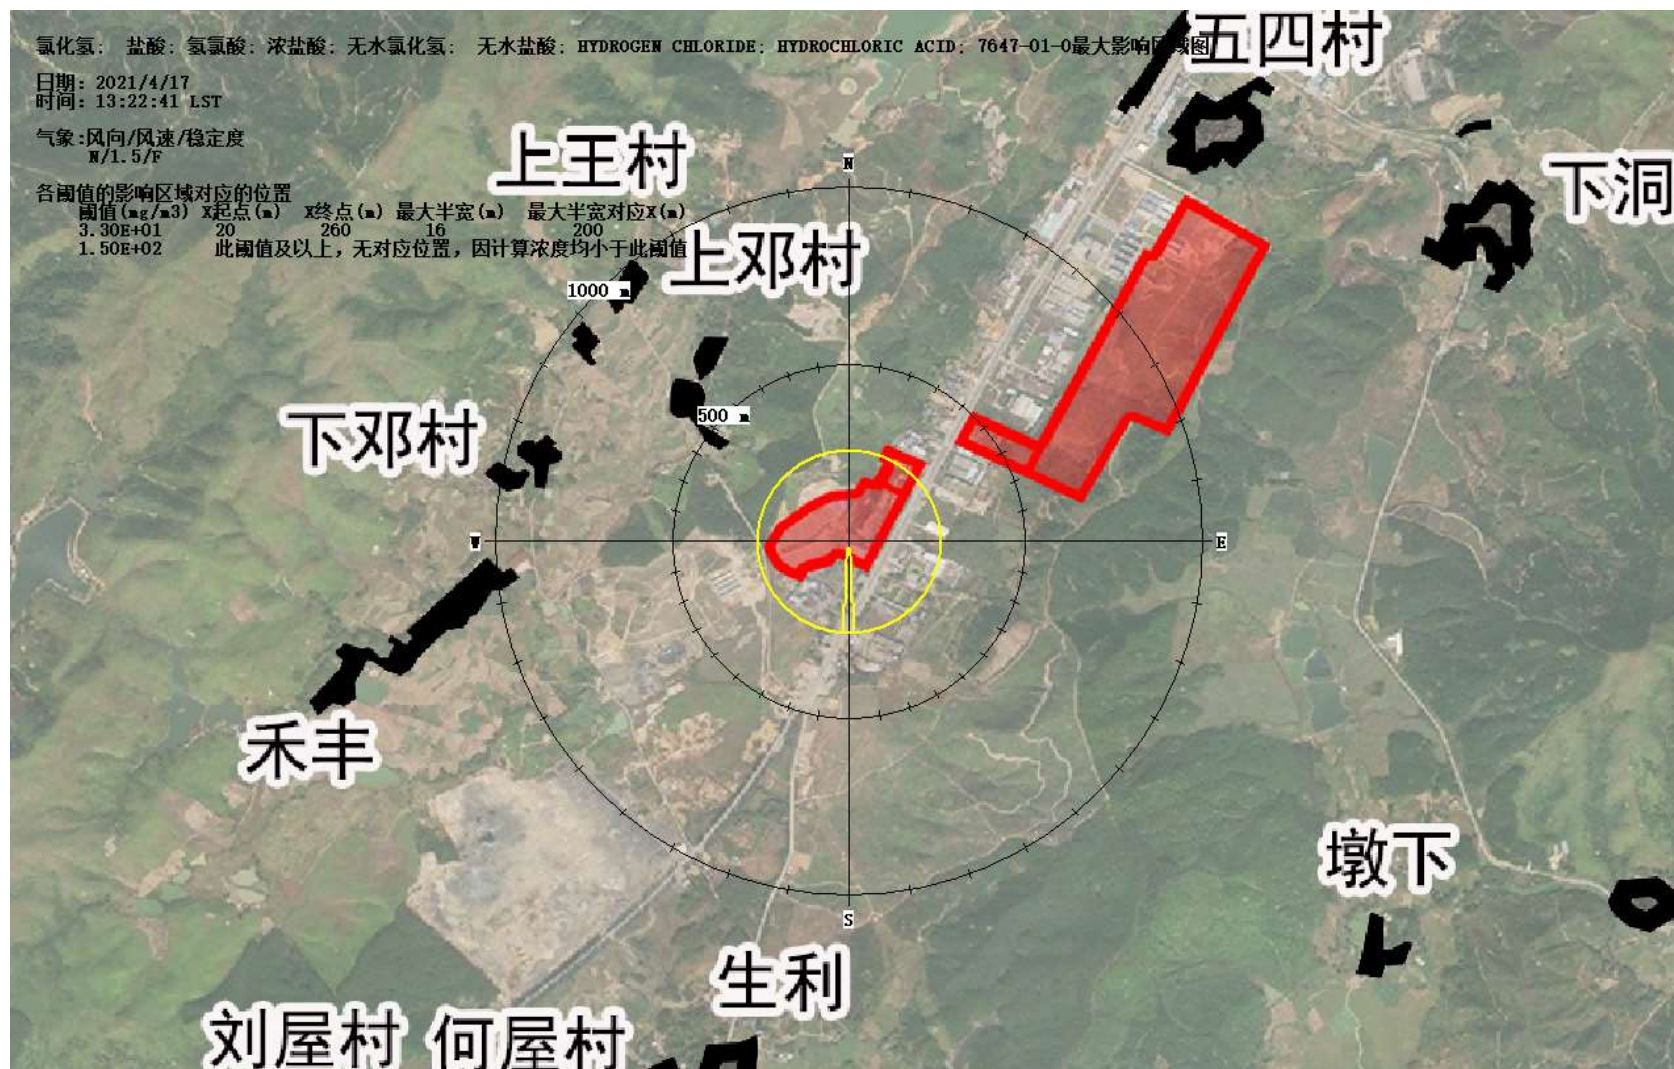 氯化氢; 盐酸; 氢氯酸; 浓盐酸; 无水氯化氢; 无水盐酸; HYDROGEN CHLORIDE; HYDROCHLORIC ACID; 7647-01-0最大影响区域图
五四村
日期: 2021/4/17
时间: 13:22:41 LST
气象:风向/风速/稳定度
N/1.5/F
上王村
N
下洞
各阈值的影响区域对应的位置
阈值(mg/m3) X起点(m) X终点(m) 最大半宽(m) 最大半宽对应X(m)
3.30E+01 20 260 16 200
1.50E+02 此阈值及以上,无对应位置,因计算浓度均小于此阈值
上邓村
1000 m
500 m
下邓村
W
E
禾丰
墩下
S
生利
刘屋村
何屋村